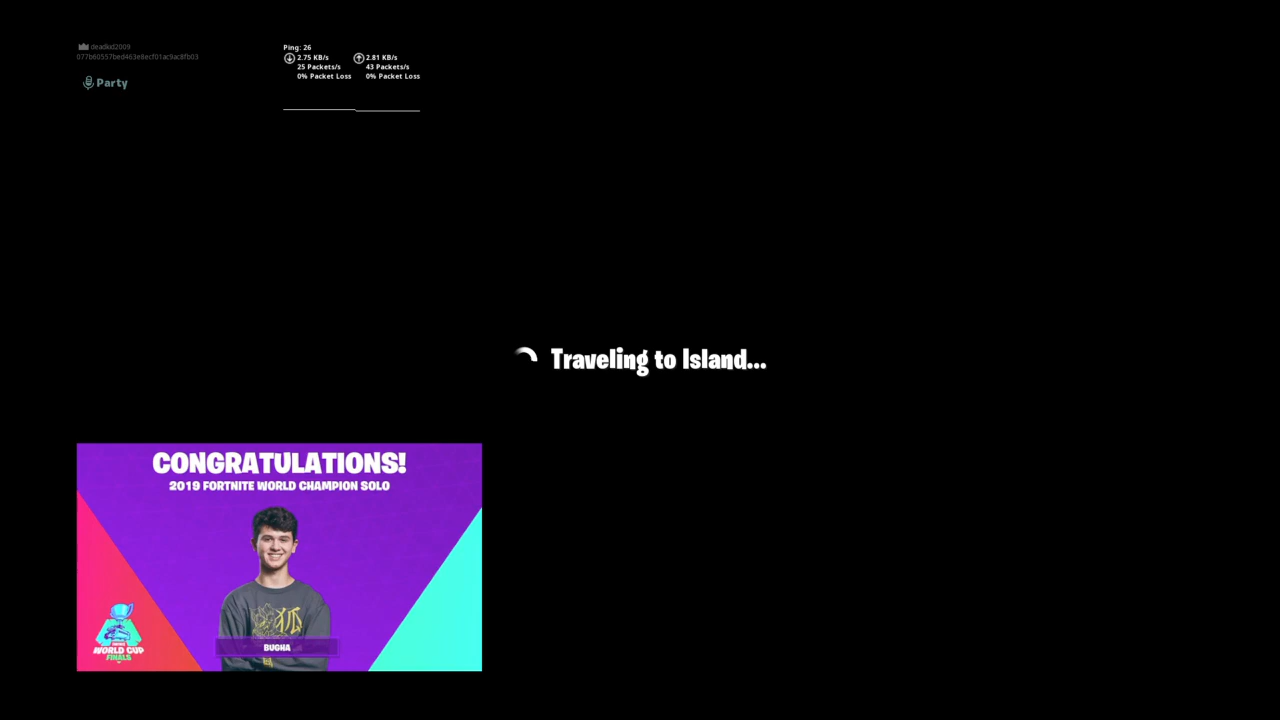 deadkid2009
Ping: 26
2.75 KB/s
2.81 KB/s
25 Packets/s
43 Packets/s
0% Packet Loss
0% Packet Loss
Party
Traveling to Island...
CONGRATULATIONS!
2019 FORTNITE WORLD CHAMPION SOLO
WORLD CUP
FINALS
BUGHA